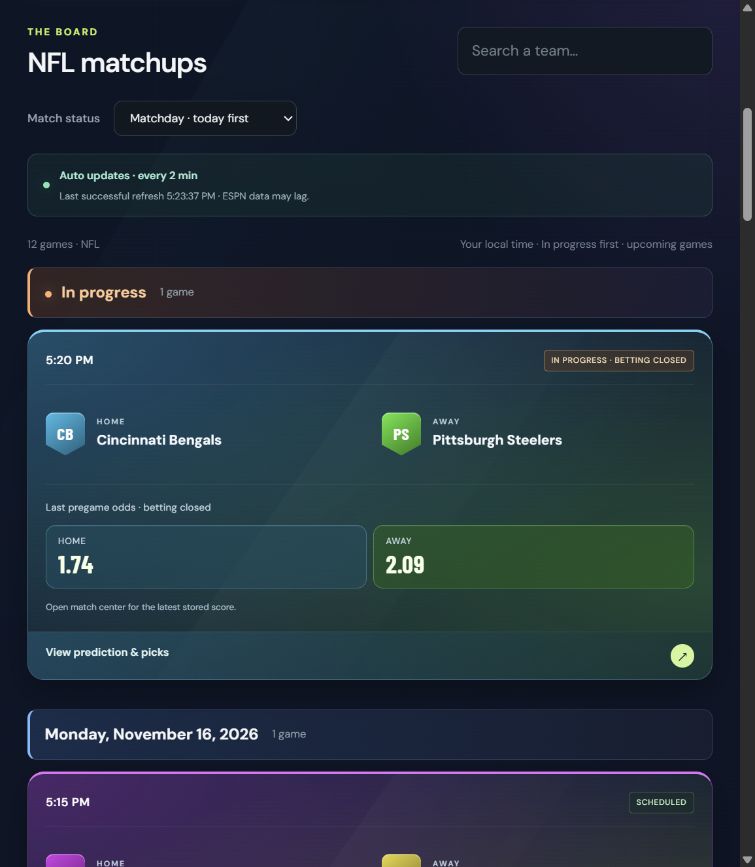 THE BOARD
NFL matchups
Search a team...
Match status
Matchday · today first
Auto updates · every 2 min
Last successful refresh 5:23:37 PM · ESPN data may lag.
12 games · NFL
Your local time · In progress first · upcoming games
In progress
1 game
5:20 PM
IN PROGRESS · BETTING CLOSED
CB
HOME
Cincinnati Bengals
PS
AWAY
Pittsburgh Steelers
Last pregame odds · betting closed
HOME
1.74
AWAY
2.09
Open match center for the latest stored score.
View prediction & picks
Monday, November 16, 2026
1 game
5:15 PM
SCHEDULED
HOME
AWAY